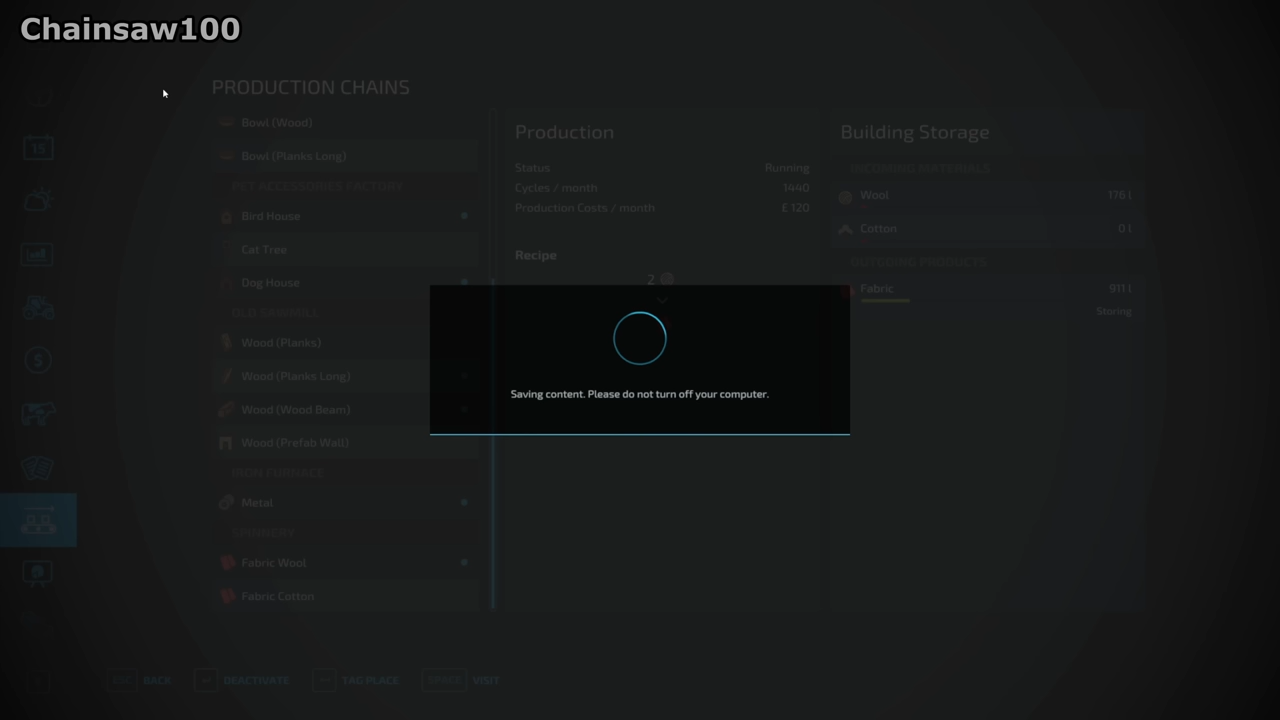 Chainsaw100
PRODUCTION CHAINS
15
Bowl (Wood)
Bowl (Planks Long)
PET ACCESSORIES FACTORY
Bird House
Cat Tree
Dog House
OLD SAWMILL
Wood (Planks)
Wood (Planks Long)
Wood (Wood Beam)
Wood (Prefab Wall)
IRON FURNACE
Metal
SPINNERY
Fabric Wool
Fabric Cotton
Production
Status Running
Cycles / month 1440
Production Costs / month £ 120
Recipe
2
Building Storage
INCOMING MATERIALS
Wool 176 l
Cotton 0 l
OUTGOING PRODUCTS
Fabric 911 l
Storing
Saving content. Please do not turn off your computer.
BACK DEACTIVATE TAG PLACE VISIT